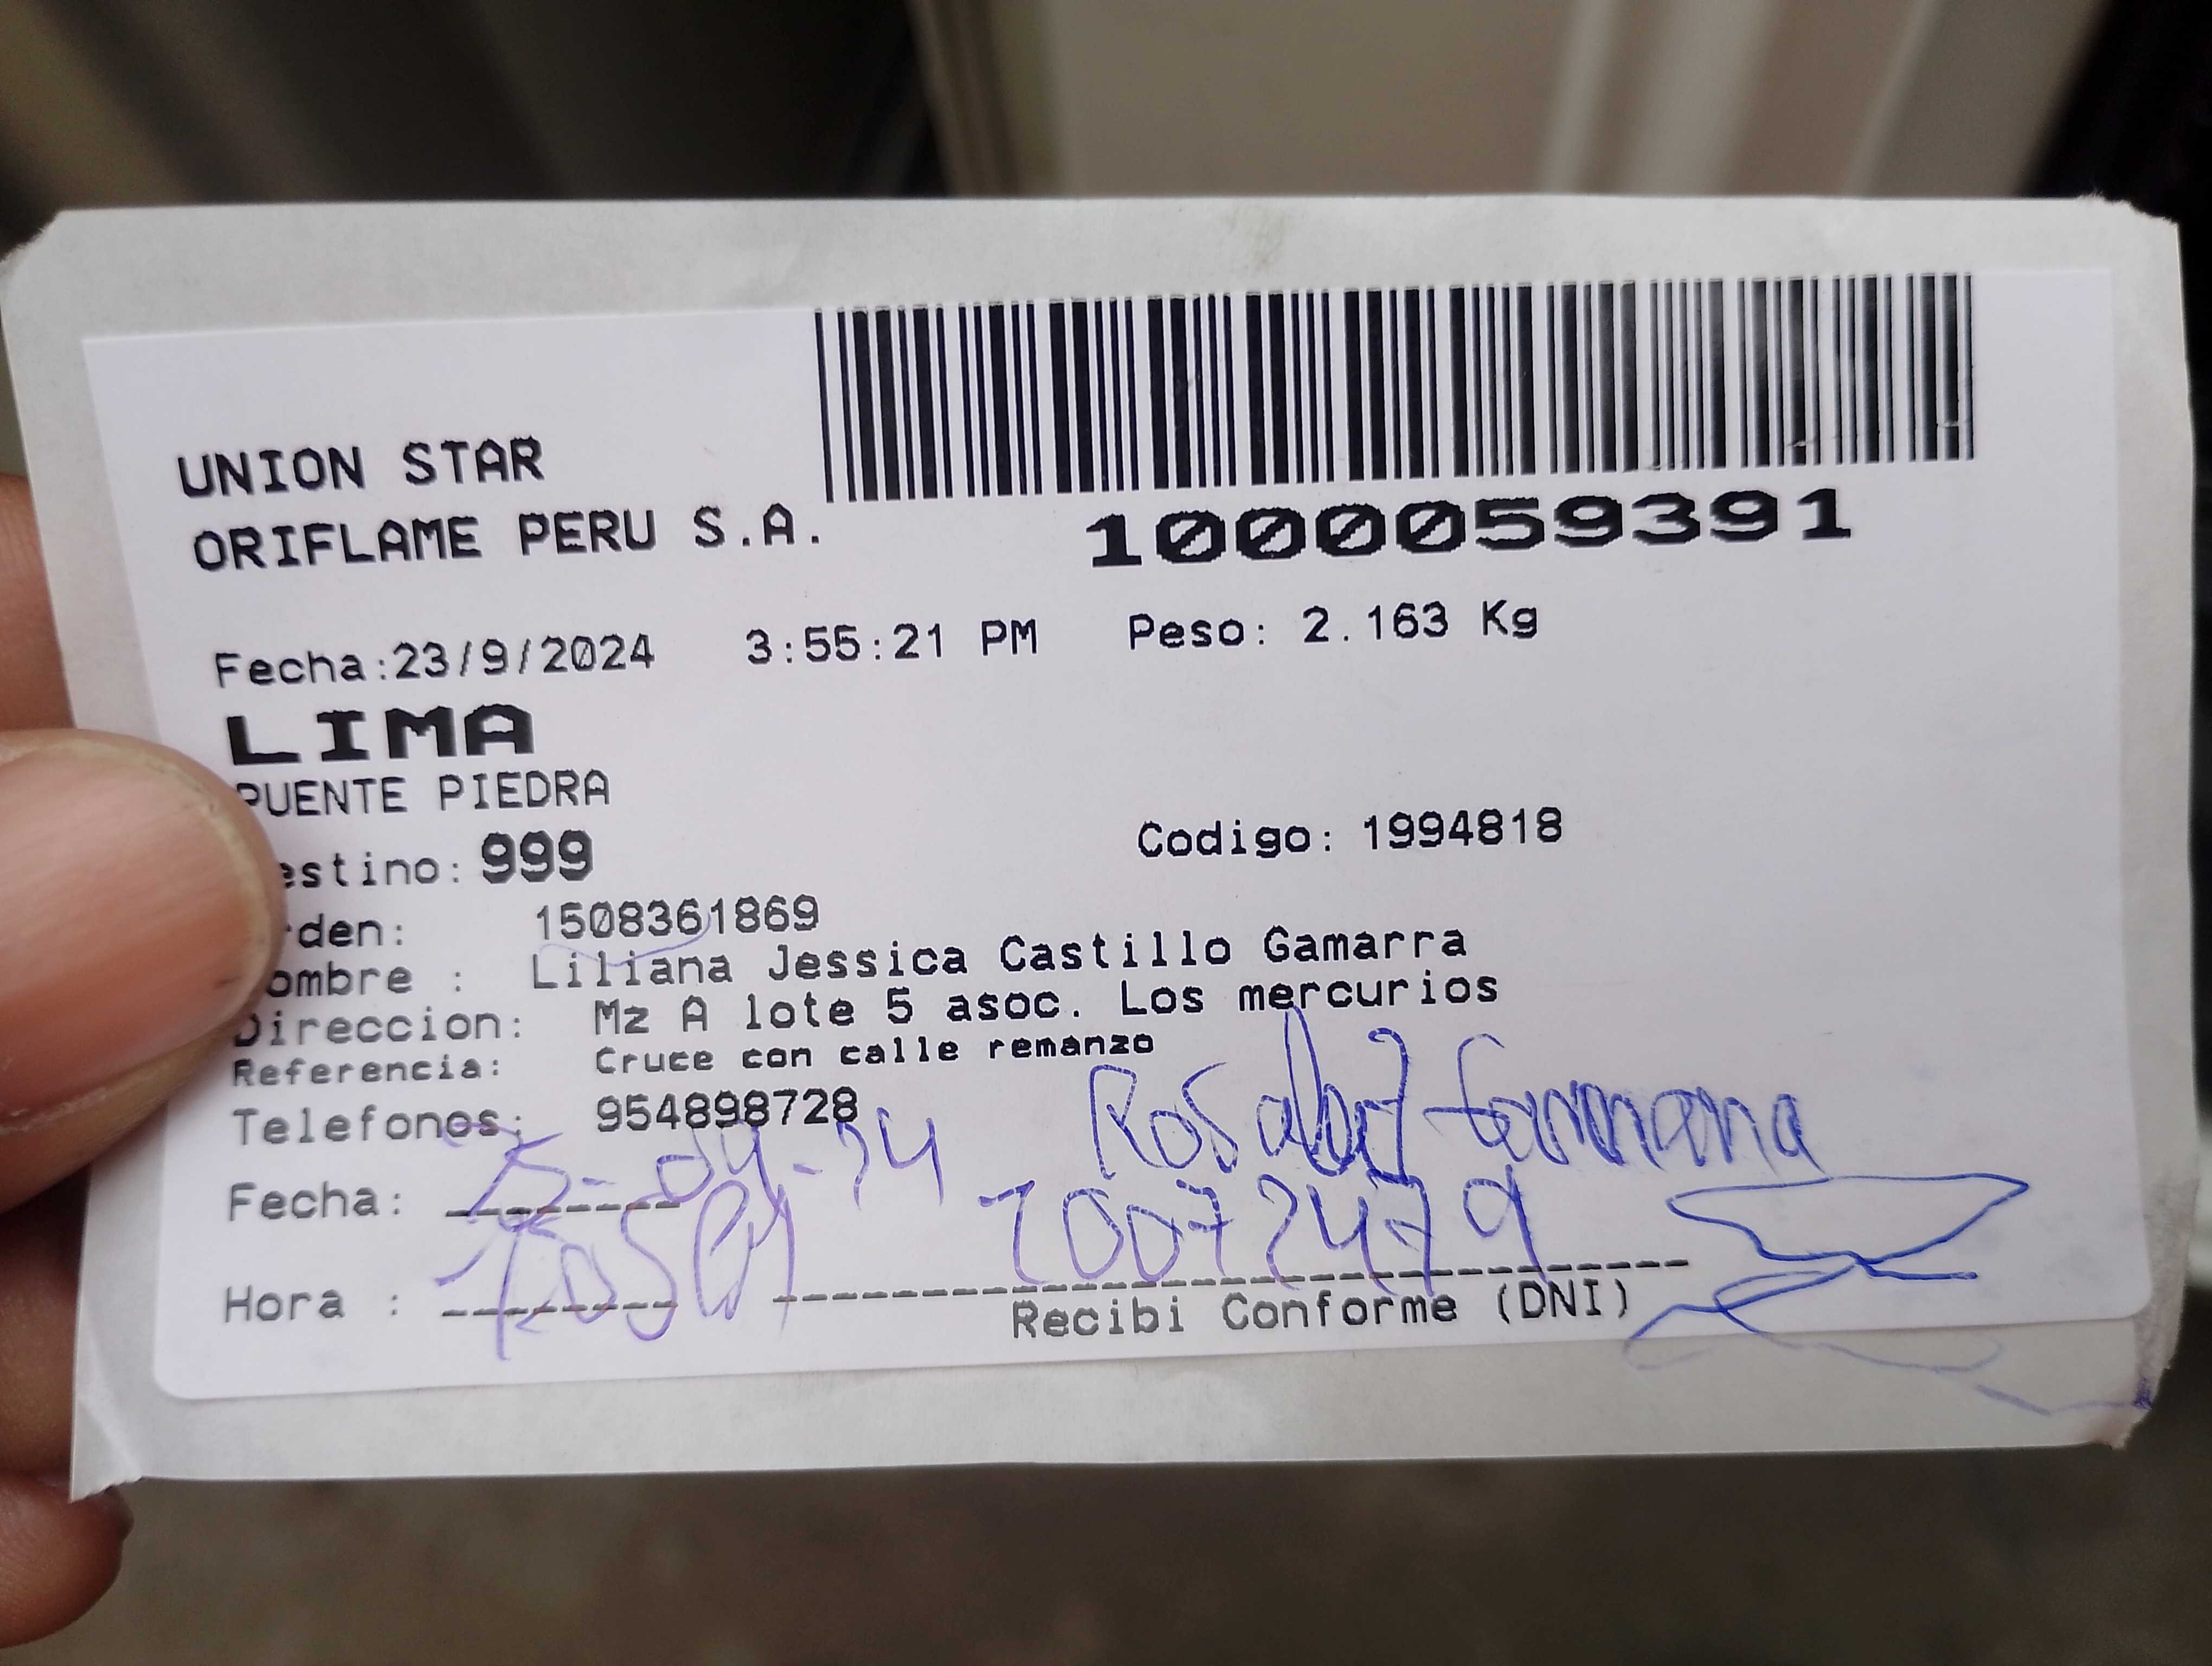 UNION STAR
ORIFLAME PERU S.A.
1000059391
Fecha:23/9/2024 3:55:21 PM Peso: 2.163 Kg
LIMA
PUENTE PIEDRA
estino: 999 Codigo: 1994818
rden: 1508361869
ombre : Liliana Jessica Castillo Gamarra
Direccion: Mz A lote 5 asoc. Los mercurios
Referencia: Cruce con calle remanzo
Telefonos: 954898728
Fecha:
Hora :
Recibi Conforme (DNI)